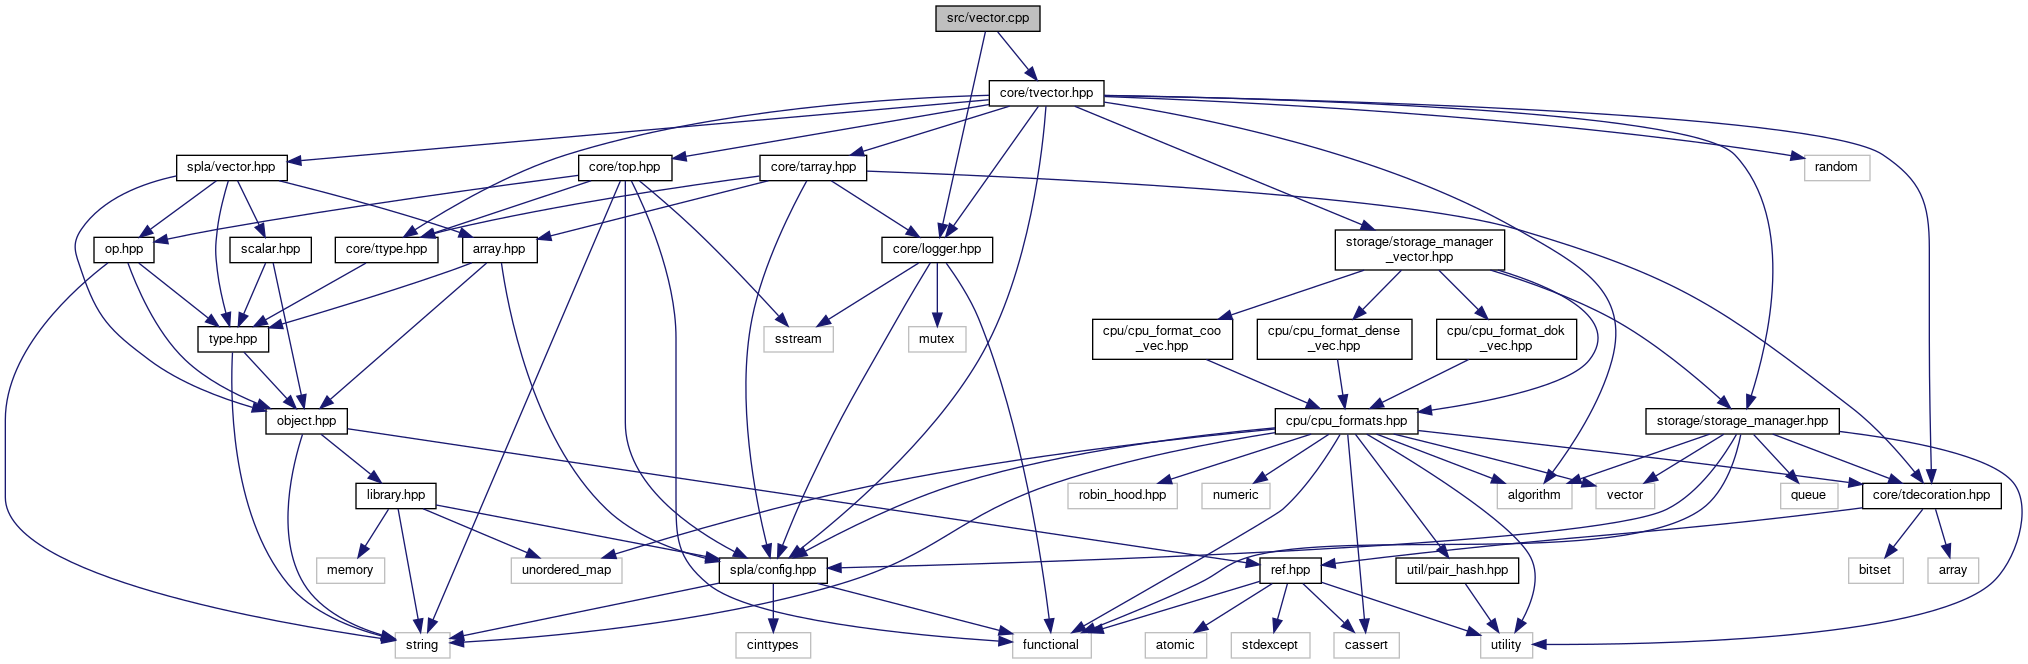 src/vector.cpp
core/tvector.hpp
spla/vector.hpp
core/top.hpp
core/tarray.hpp
random
op.hpp
scalar.hpp
core/ttype.hpp
array.hpp
core/logger.hpp
storage/storage_manager
_vector.hpp
type.hpp
sstream
mutex
cpu/cpu_format_coo
_vec.hpp
cpu/cpu_format_dense
_vec.hpp
cpu/cpu_format_dok
_vec.hpp
object.hpp
cpu/cpu_formats.hpp
storage/storage_manager.hpp
library.hpp
robin_hood.hpp
numeric
algorithm
vector
queue
core/tdecoration.hpp
memory
unordered_map
spla/config.hpp
ref.hpp
util/pair_hash.hpp
bitset
array
string
cinttypes
functional
atomic
stdexcept
cassert
utility